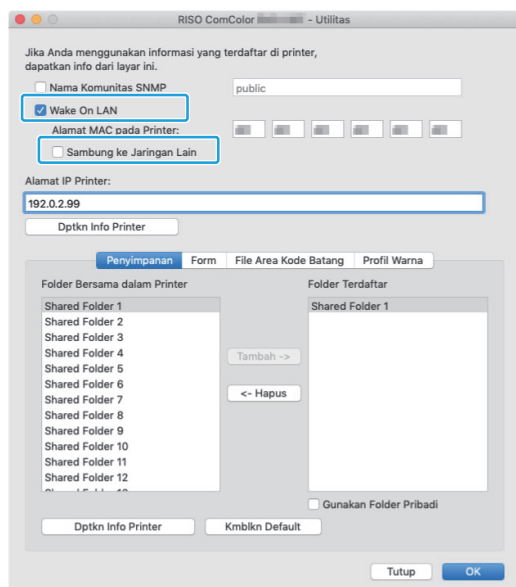 RISO ComColor - Utilitas
Jika Anda menggunakan informasi yang terdaftar di printer,
dapatkan info dari layar ini.
Nama Komunitas SNMP
public
Wake On LAN
Alamat MAC pada Printer:
Sambung ke Jaringan Lain
Alamat IP Printer:
192.0.2.99
Dptkn Info Printer
Penyimpanan Form File Area Kode Batang Profil Warna
Folder Bersama dalam Printer
Shared Folder 1
Shared Folder 2
Shared Folder 3
Shared Folder 4
Shared Folder 5
Shared Folder 6
Shared Folder 7
Shared Folder 8
Shared Folder 9
Shared Folder 10
Shared Folder 11
Shared Folder 12
Tambah ->
<- Hapus
Folder Terdaftar
Shared Folder 1
Gunakan Folder Pribadi
Dptkn Info Printer
Kmblkn Default
Tutup
OK